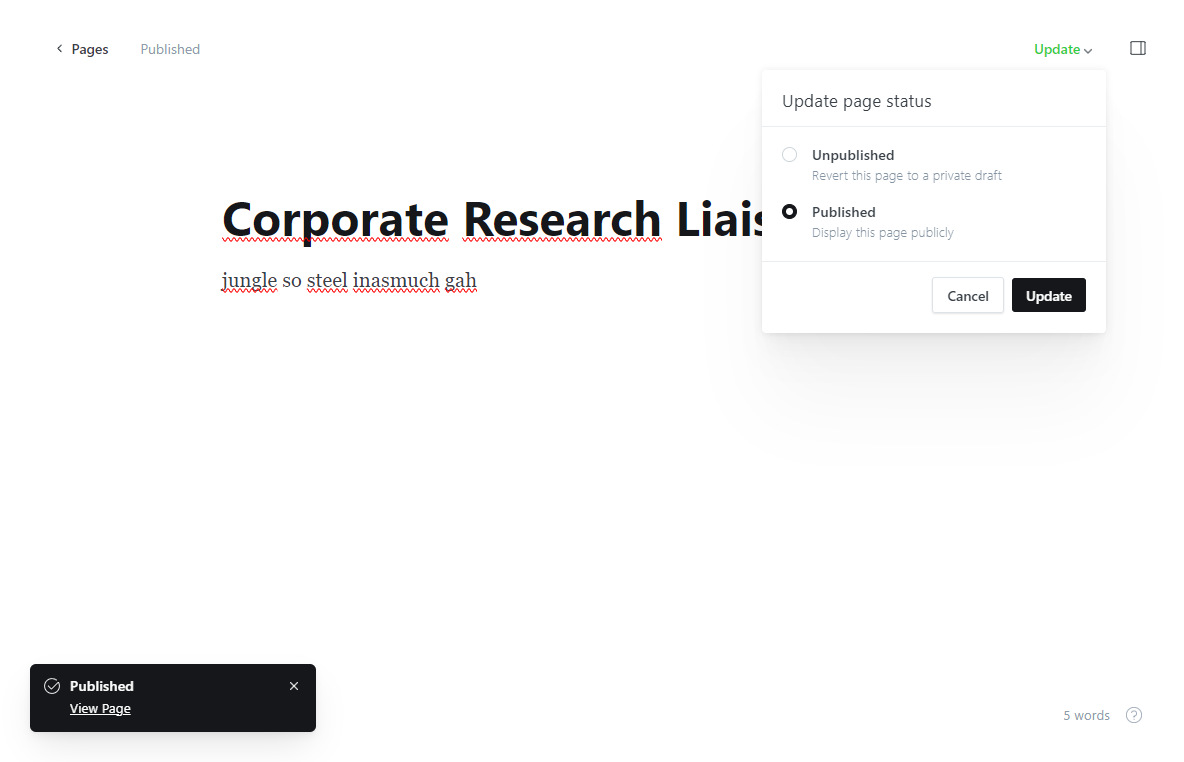 Pages
Published
Update
Update page status
Unpublished
Revert this page to a private draft
Published
Display this page publicly
Cancel
Update
Corporate Research
jungle so steel inasmuch gah
Published
View Page
5 words